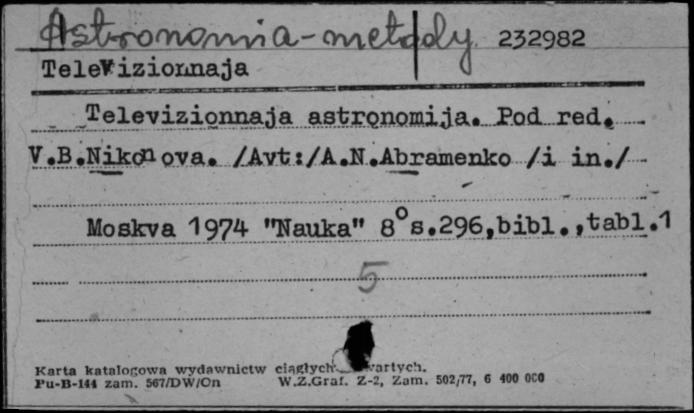 Astronomia-metody 232982
Televizionnaja
Televizionnaja astronomija. Pod red.
V.B.Nikonova. /Avt:/A.N.Abramenko /i in./
Moskva 1974 "Nauka" 8° s.296,bibl.,tabl.1
5
Karta katalogowa wydawnictw ciągłych
Pu-B-144 zam. 567/DW/On W.Z.Graf. Z-2, Zam. 502/77, 6 400 000